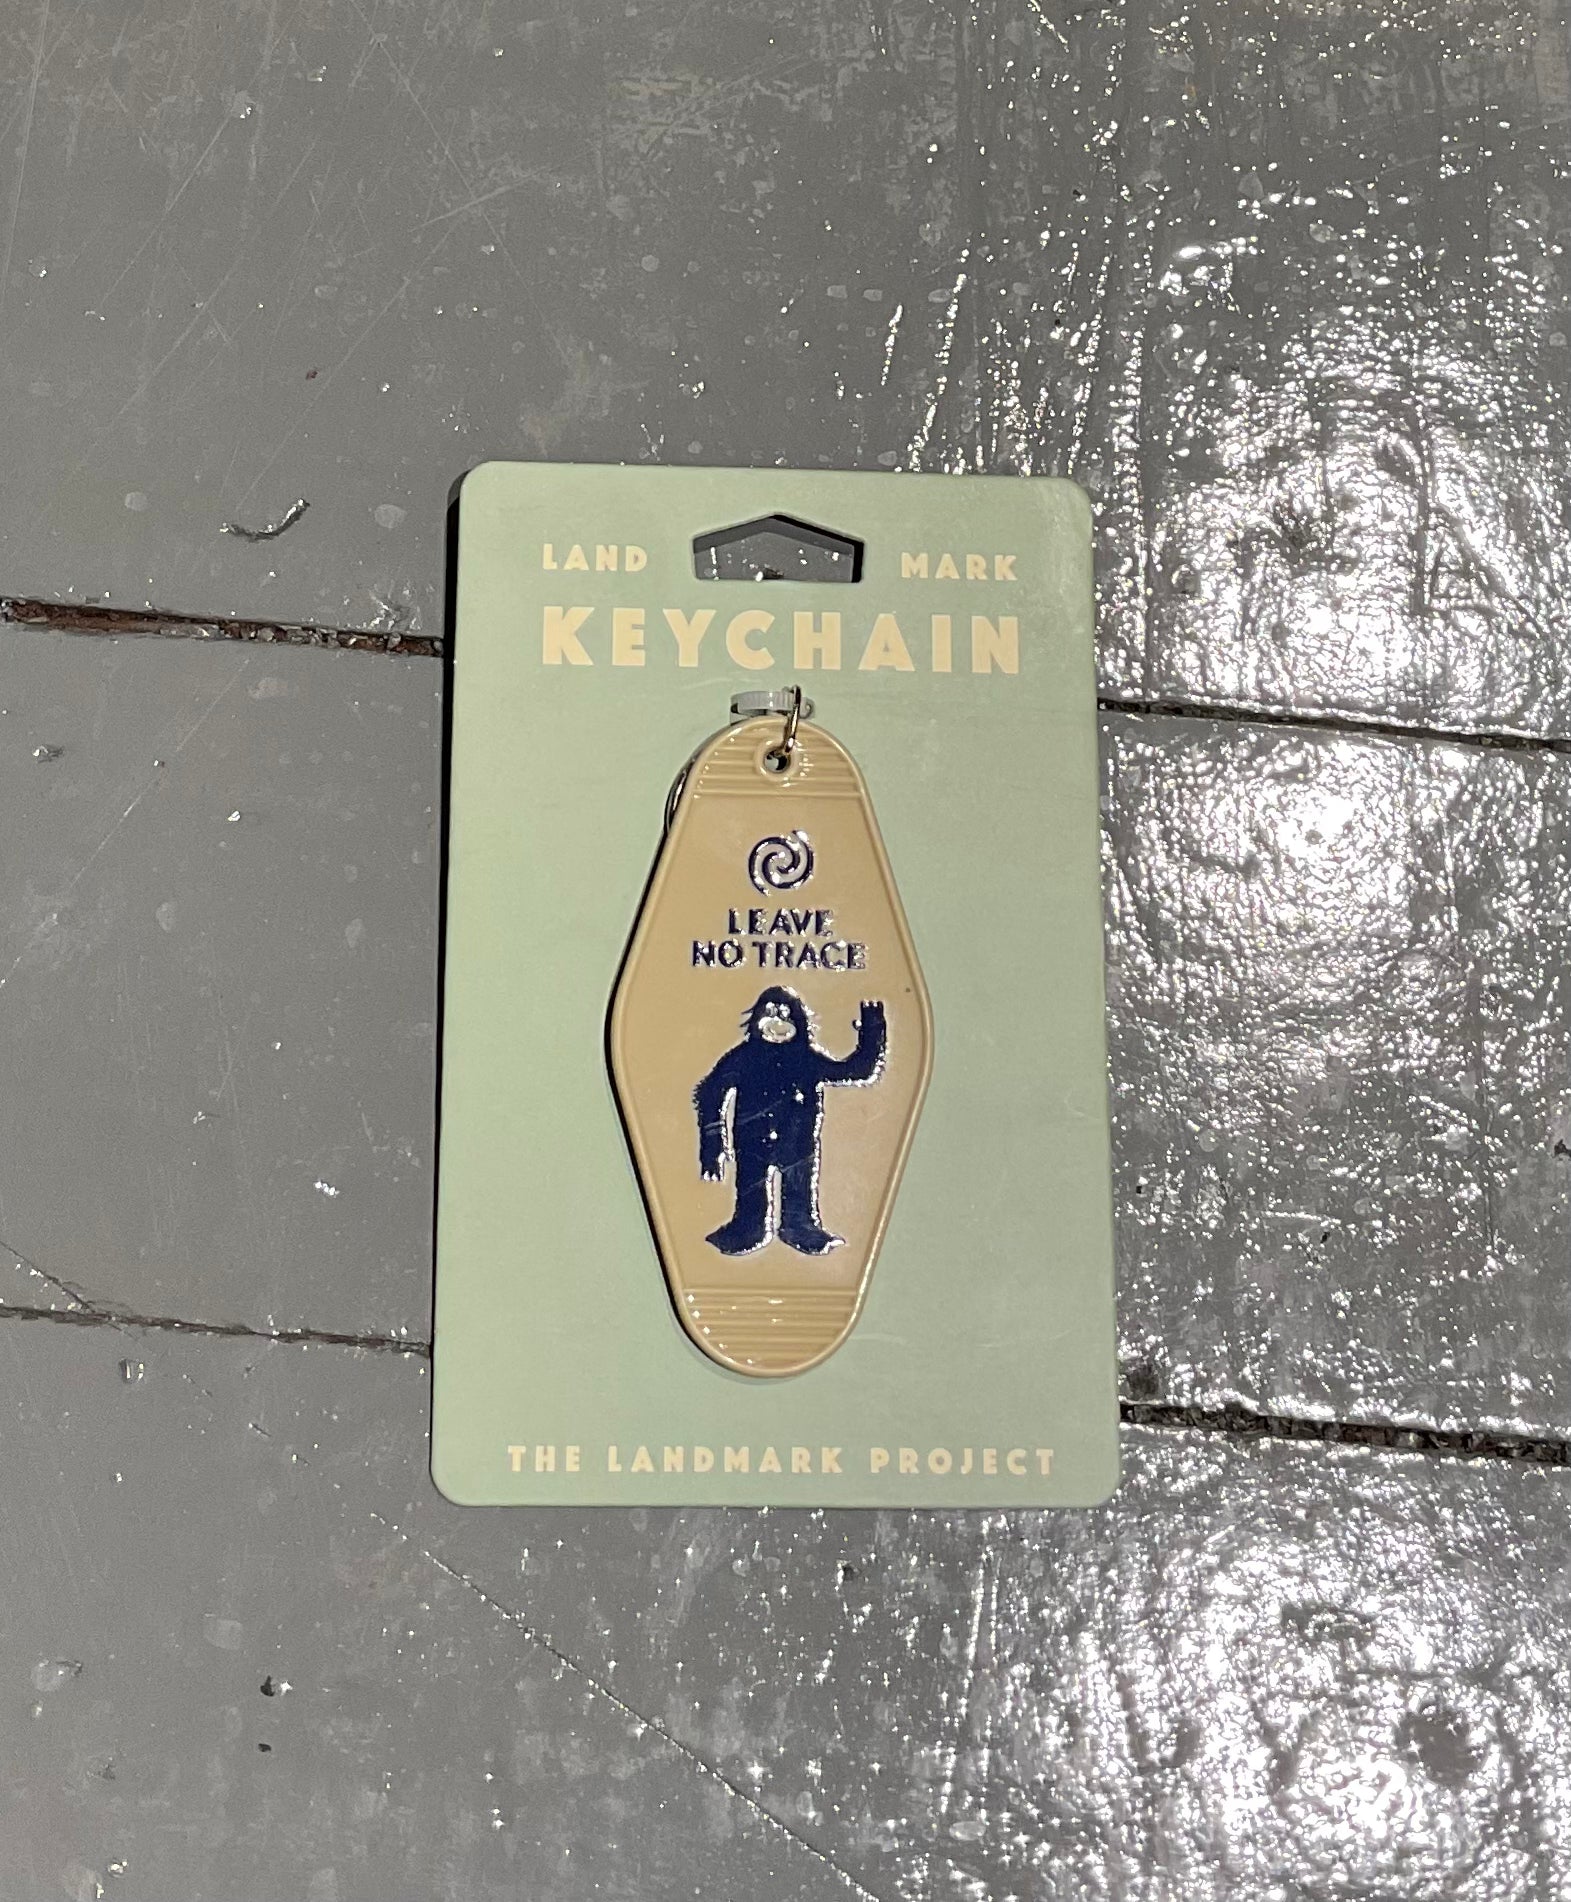 LAND MARK
KEYCHAIN
LEAVE
NO TRACE
THE LANDMARK PROJECT